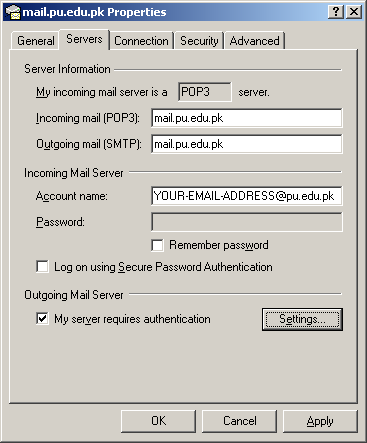 mail.pu.edu.pk Properties
General Servers Connection Security Advanced
Server Information
My incoming mail server is a POP3 server.
Incoming mail (POP3): mail.pu.edu.pk
Outgoing mail (SMTP): mail.pu.edu.pk
Incoming Mail Server
Account name: YOUR-EMAIL-ADDRESS@pu.edu.pk
Password:
Remember password
Log on using Secure Password Authentication
Outgoing Mail Server
My server requires authentication Settings...
OK Cancel Apply